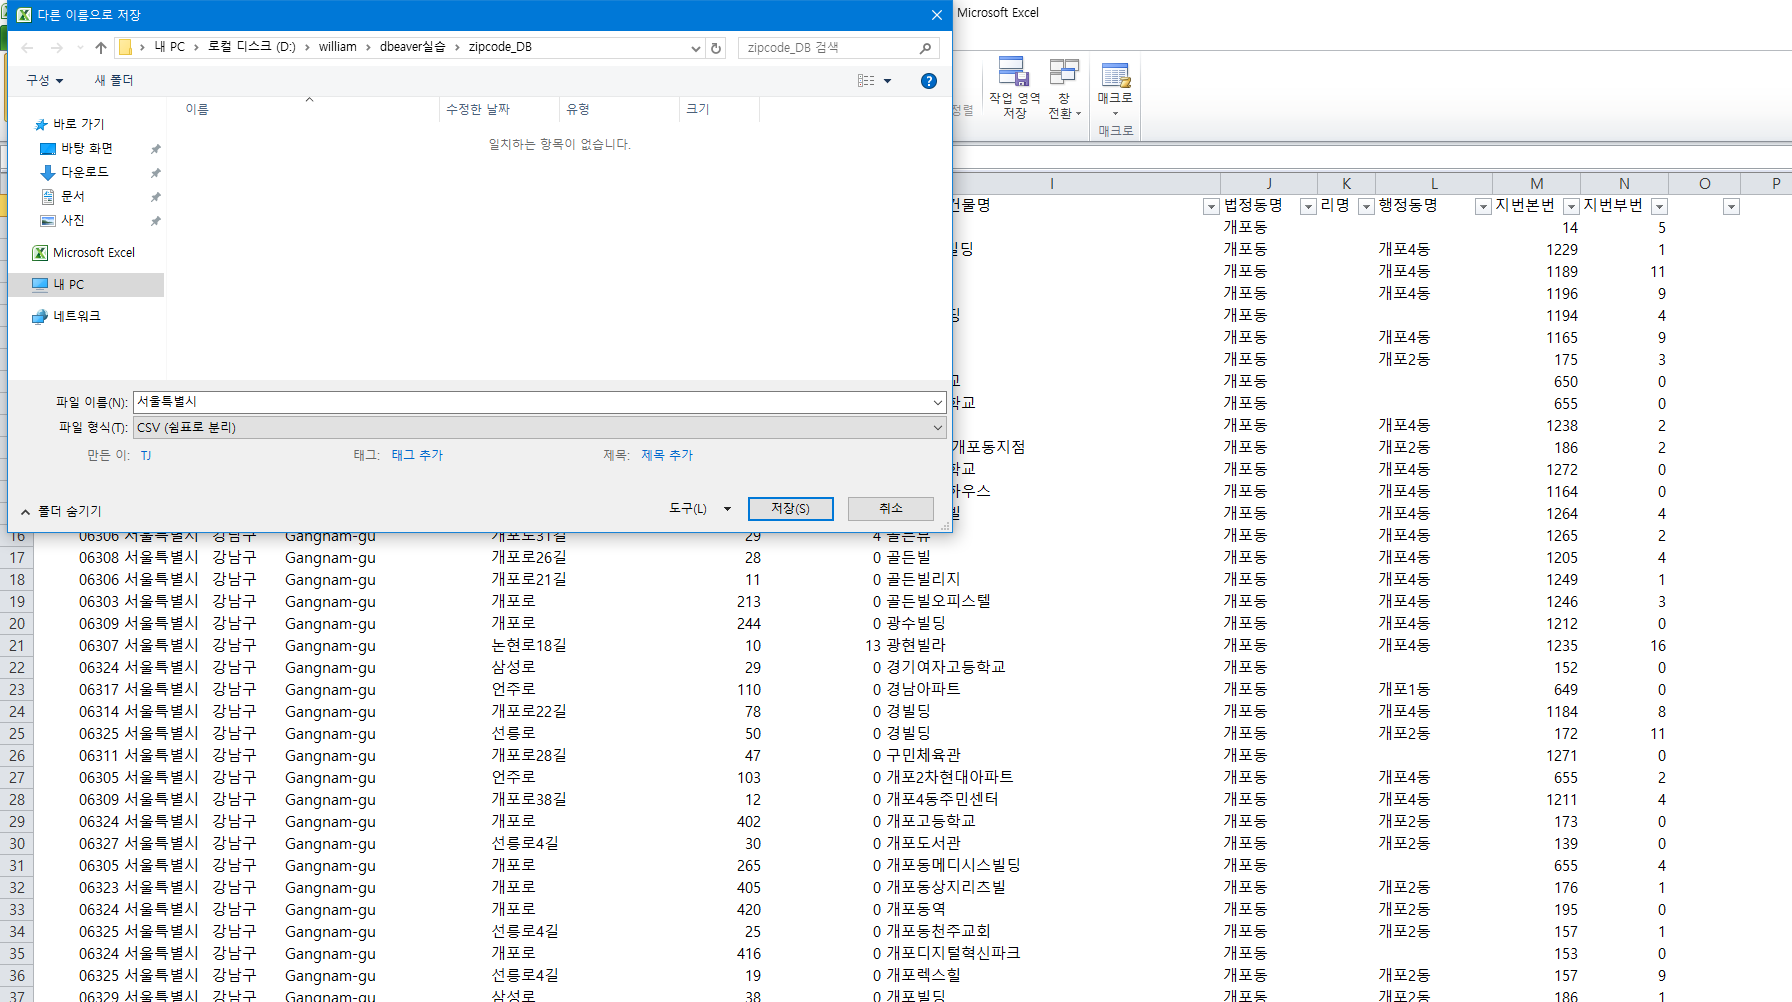 다른 이름으로 저장
Microsoft Excel
내 PC › 로컬 디스크 (D:) › william › dbeaver실습 › zipcode_DB
zipcode_DB 검색
구성 새 폴더
작업 영역 저장
창 전환
매크로
매크로
정렬
이름 수정한 날짜 유형 크기
일치하는 항목이 없습니다.
바로 가기
바탕 화면
다운로드
문서
사진
Microsoft Excel
내 PC
네트워크
파일 이름(N): 서울특별시
파일 형식(T): CSV (쉼표로 분리)
만든 이: TJ 태그: 태그 추가 제목: 제목 추가
폴더 숨기기 도구(L) 저장(S) 취소
I J K L M N O P
건물명 법정동명 리명 행정동명 지번본번 지번부번
개포동 14 5
빌딩 개포동 개포4동 1229 1
개포동 개포4동 1189 11
개포동 개포4동 1196 9
개포동 1194 4
개포동 개포4동 1165 9
개포동 개포2동 175 3
교 개포동 650 0
학교 개포동 655 0
개포동 개포4동 1238 2
개포동지점 개포동 개포2동 186 2
학교 개포동 개포4동 1272 0
하우스 개포동 개포4동 1164 0
빌 개포동 개포4동 1264 4
16 06306 서울특별시 강남구 Gangnam-gu 개포로31길 29 4 골든뷰 개포동 개포4동 1265 2
17 06308 서울특별시 강남구 Gangnam-gu 개포로26길 28 0 골든빌 개포동 개포4동 1205 4
18 06306 서울특별시 강남구 Gangnam-gu 개포로21길 11 0 골든빌리지 개포동 개포4동 1249 1
19 06303 서울특별시 강남구 Gangnam-gu 개포로 213 0 골든빌오피스텔 개포동 개포4동 1246 3
20 06309 서울특별시 강남구 Gangnam-gu 개포로 244 0 광수빌딩 개포동 개포4동 1212 0
21 06307 서울특별시 강남구 Gangnam-gu 논현로18길 10 13 광현빌라 개포동 개포4동 1235 16
22 06324 서울특별시 강남구 Gangnam-gu 삼성로 29 0 경기여자고등학교 개포동 152 0
23 06317 서울특별시 강남구 Gangnam-gu 언주로 110 0 경남아파트 개포동 개포1동 649 0
24 06314 서울특별시 강남구 Gangnam-gu 개포로22길 78 0 경빌딩 개포동 개포4동 1184 8
25 06325 서울특별시 강남구 Gangnam-gu 선릉로 50 0 경빌딩 개포동 개포2동 172 11
26 06311 서울특별시 강남구 Gangnam-gu 개포로28길 47 0 구민체육관 개포동 1271 0
27 06305 서울특별시 강남구 Gangnam-gu 언주로 103 0 개포2차현대아파트 개포동 개포4동 655 2
28 06309 서울특별시 강남구 Gangnam-gu 개포로38길 12 0 개포4동주민센터 개포동 개포4동 1211 4
29 06324 서울특별시 강남구 Gangnam-gu 개포로 402 0 개포고등학교 개포동 개포2동 173 0
30 06327 서울특별시 강남구 Gangnam-gu 선릉로4길 30 0 개포도서관 개포동 개포2동 139 0
31 06305 서울특별시 강남구 Gangnam-gu 개포로 265 0 개포동메디시스빌딩 개포동 655 4
32 06323 서울특별시 강남구 Gangnam-gu 개포로 405 0 개포동상지리츠빌 개포동 개포2동 176 1
33 06324 서울특별시 강남구 Gangnam-gu 개포로 420 0 개포동역 개포동 개포2동 195 0
34 06325 서울특별시 강남구 Gangnam-gu 선릉로4길 25 0 개포동천주교회 개포동 개포2동 157 1
35 06324 서울특별시 강남구 Gangnam-gu 개포로 416 0 개포디지털혁신파크 개포동 153 0
36 06325 서울특별시 강남구 Gangnam-gu 선릉로4길 19 0 개포렉스힐 개포동 개포2동 157 9
37 06329 서울특별시 강남구 Gangnam-gu 삼성로 38 0 개포빌딩 개포동 개포2동 186 1